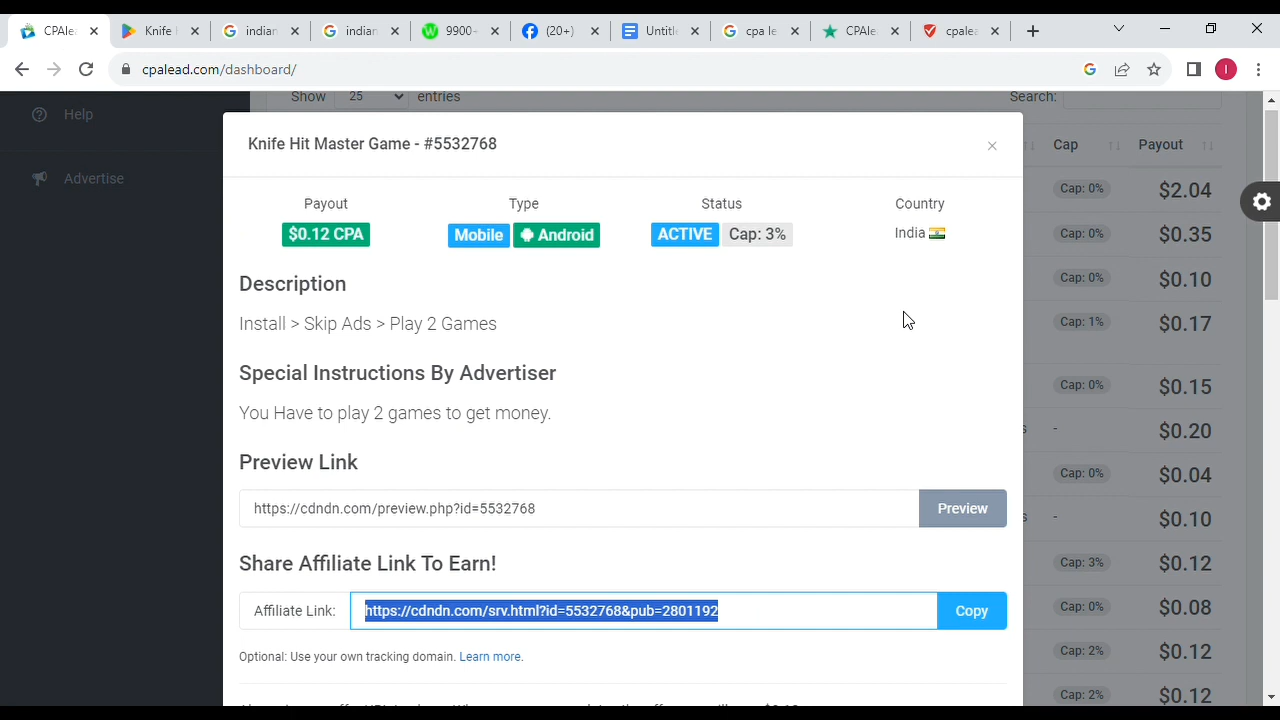 CPAlea
Knife
indian
indian
9900+
(20+)
Untitl
cpa le
CPAle
cpalea
cpalead.com/dashboard/
I
Help
Advertise
Show 25 entries
Search:
Cap Payout
Knife Hit Master Game - #5532768
×
Payout Type Status Country
$0.12 CPA Mobile Android ACTIVE Cap: 3% India
Description
Install > Skip Ads > Play 2 Games
Special Instructions By Advertiser
You Have to play 2 games to get money.
Preview Link
https://cdndn.com/preview.php?id=5532768 Preview
Share Affiliate Link To Earn!
Affiliate Link: https://cdndn.com/srv.html?id=5532768&pub=2801192 Copy
Optional: Use your own tracking domain. Learn more.
Cap: 0% $2.04
Cap: 0% $0.35
Cap: 0% $0.10
Cap: 1% $0.17
Cap: 0% $0.15
s - $0.20
Cap: 0% $0.04
s - $0.10
Cap: 3% $0.12
Cap: 0% $0.08
Cap: 2% $0.12
Cap: 2% $0.12